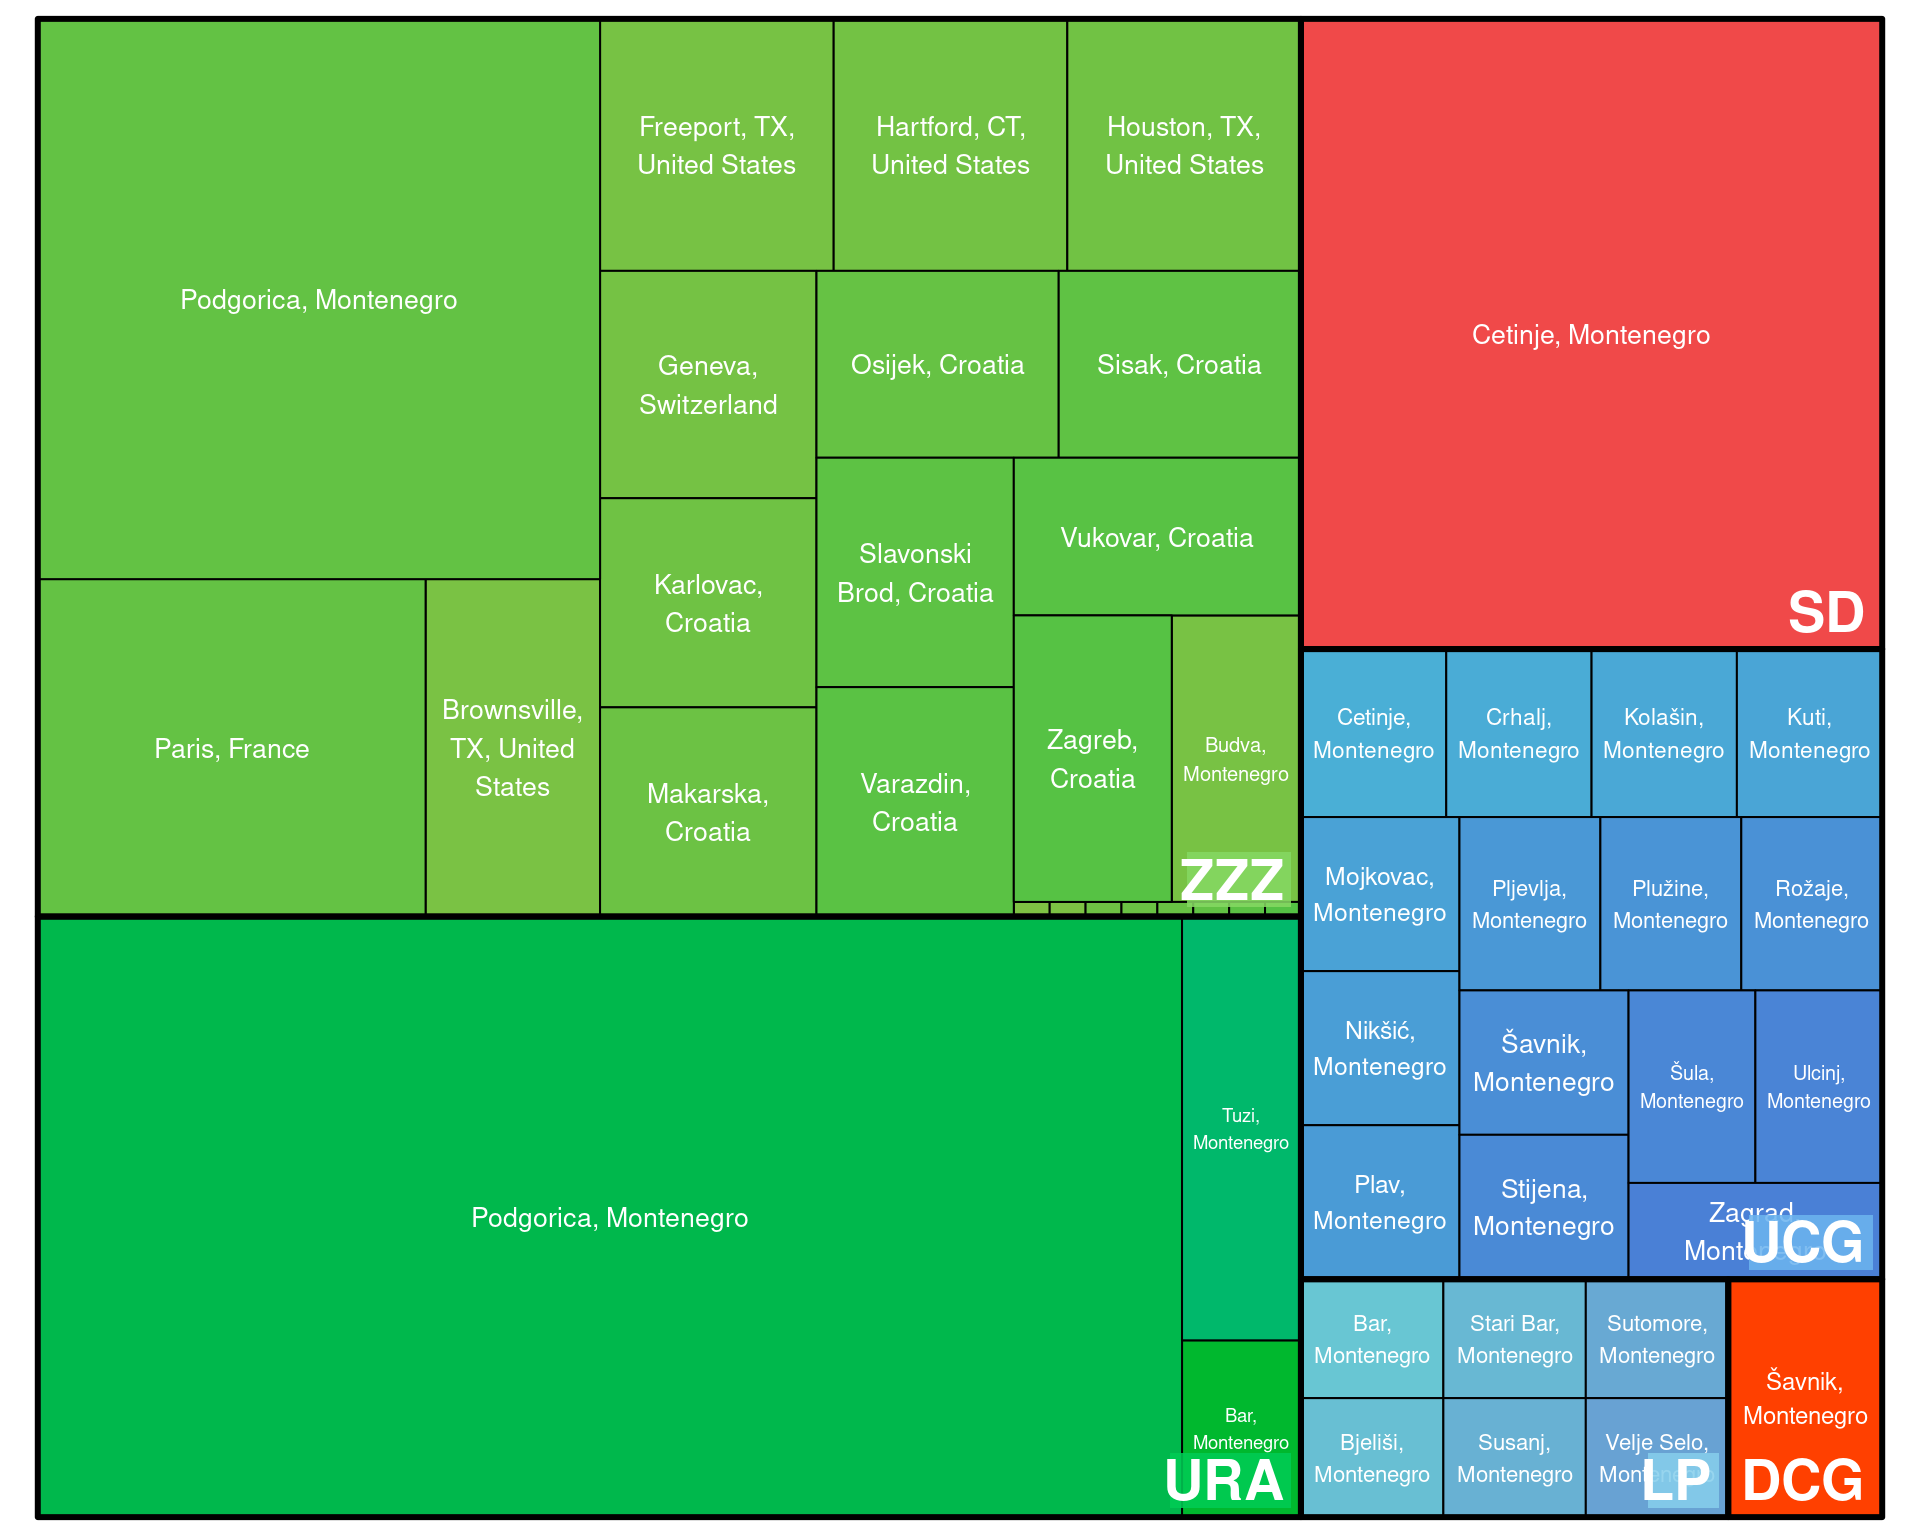 Podgorica, Montenegro
Paris, France
Brownsville,
TX, United
States
Freeport, TX,
United States
Hartford, CT,
United States
Houston, TX,
United States
Geneva,
Switzerland
Karlovac,
Croatia
Makarska,
Croatia
Osijek, Croatia
Sisak, Croatia
Slavonski
Brod, Croatia
Varazdin,
Croatia
Vukovar, Croatia
Zagreb,
Croatia
Budva,
Montenegro
ZZZ
Podgorica, Montenegro
Tuzi,
Montenegro
Bar,
Montenegro
URA
Cetinje, Montenegro
SD
Cetinje,
Montenegro
Crhalj,
Montenegro
Kolašin,
Montenegro
Kuti,
Montenegro
Mojkovac,
Montenegro
Nikšić,
Montenegro
Plav,
Montenegro
Pljevlja,
Montenegro
Plužine,
Montenegro
Rožaje,
Montenegro
Šavnik,
Montenegro
Stijena,
Montenegro
Šula,
Montenegro
Ulcinj,
Montenegro
Zagrad,
Montenegro
UCG
Bar,
Montenegro
Bjeliši,
Montenegro
Stari Bar,
Montenegro
Susanj,
Montenegro
Sutomore,
Montenegro
Velje Selo,
Montenegro
LP
Šavnik,
Montenegro
DCG